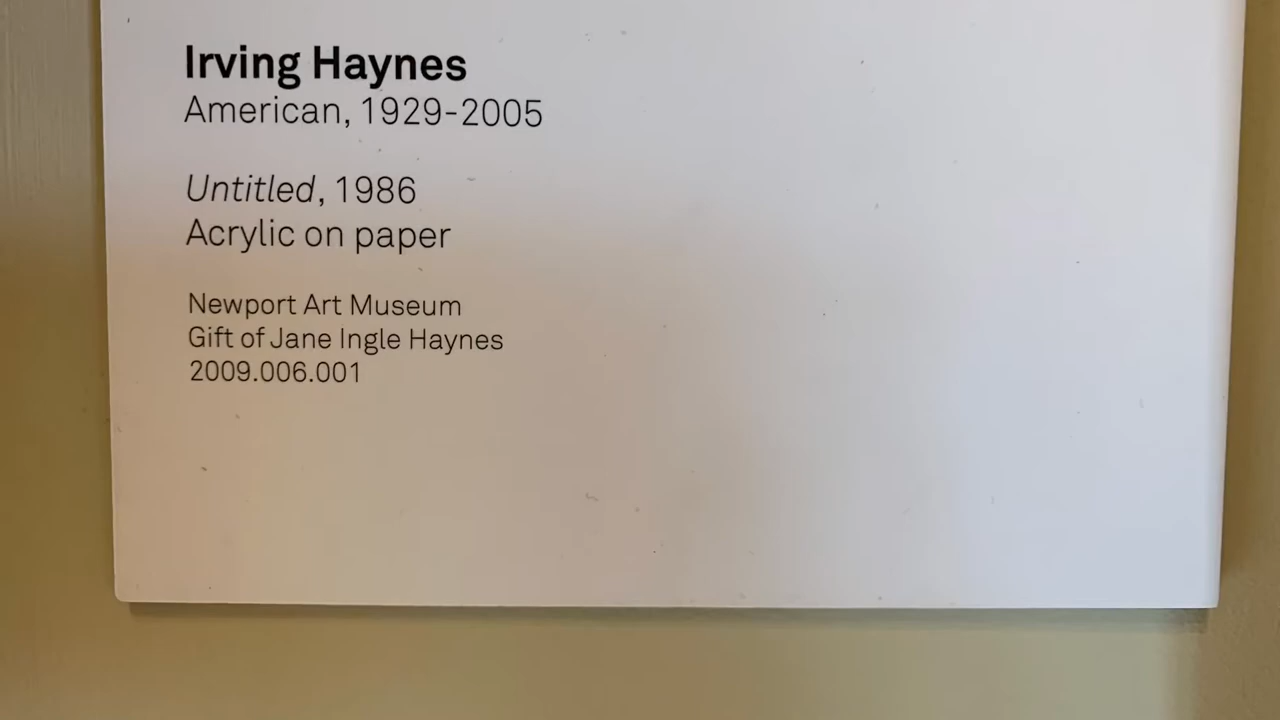 Irving Haynes
American, 1929-2005
Untitled, 1986
Acrylic on paper
Newport Art Museum
Gift of Jane Ingle Haynes
2009.006.001